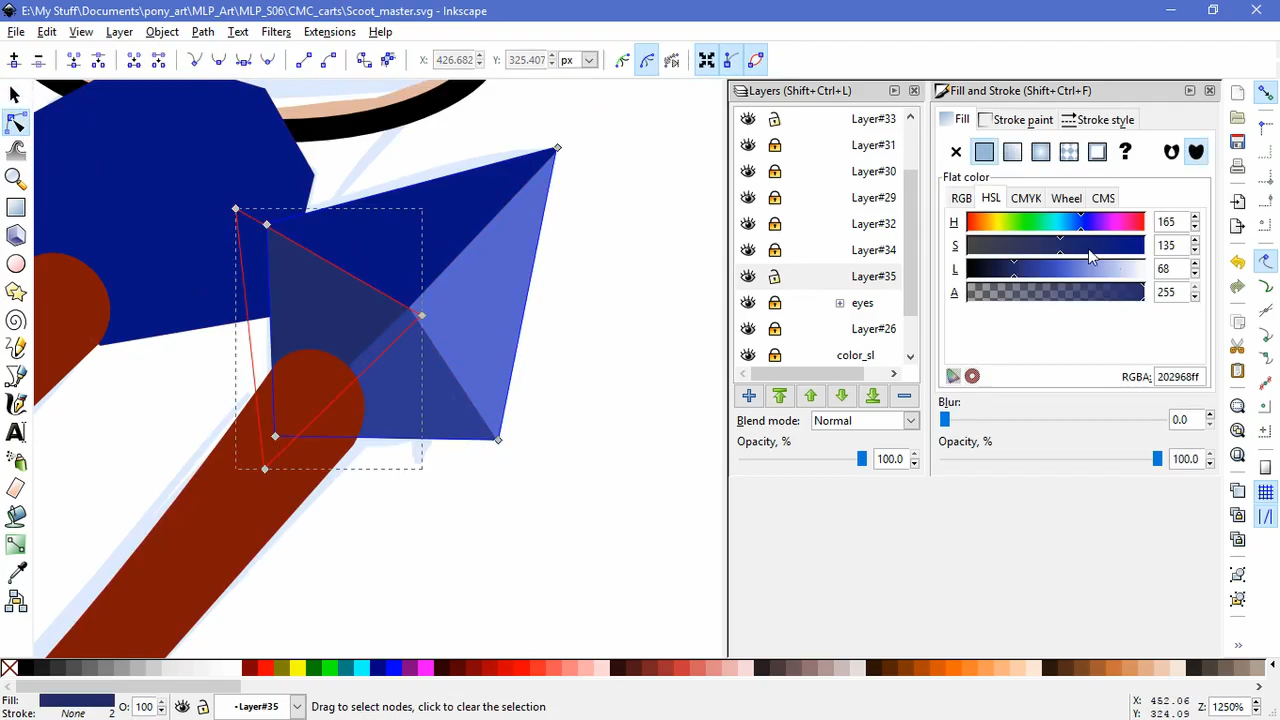 E:\My Stuff\documents\pony_art\MLP_Art\MLP_S06\CMC_carts\Scoot_master.svg - Inkscape
File Edit View Layer Object Path Text Filters Extensions Help
X: 426.682 Y: 325.407 px
Layers (Shift+Ctrl+L)
Fill and Stroke (Shift+Ctrl+F)
Layer#33
Layer#31
Layer#30
Layer#29
Layer#32
Layer#34
Layer#35
eyes
Layer#26
color_sl
Blend mode: Normal
Opacity, % 100.0
Fill Stroke paint Stroke style
Flat color
RGB HSL CMYK Wheel CMS
H 165
S 135
L 68
A 255
RGBA: 202968ff
Blur:
0.0
Opacity, %
100.0
Fill:
Stroke: None 2
O: 100
Layer#35
Drag to select nodes, click to clear the selection
X: 452.06
Y: 324.09
Z: 1250%